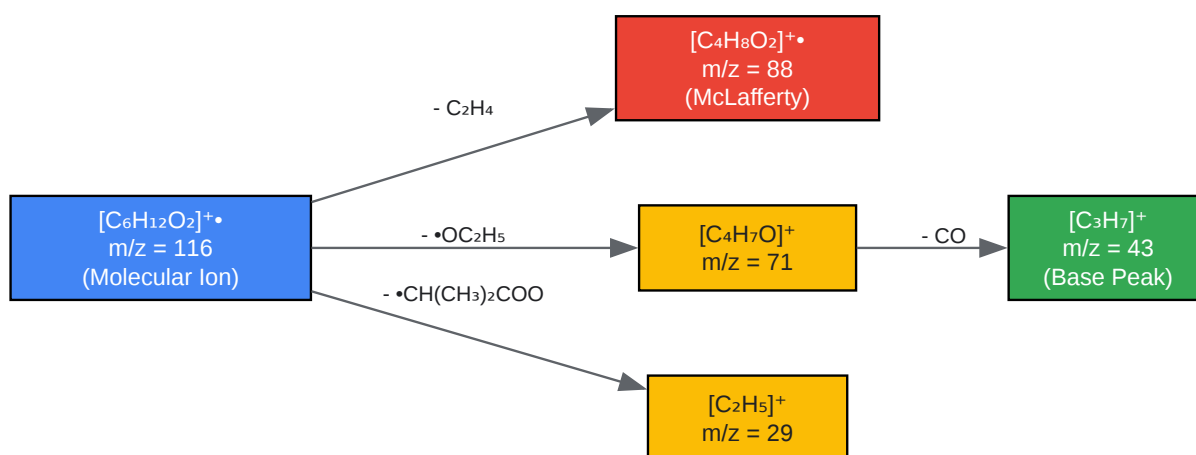 [C₄H₈O₂]⁺•
m/z = 88
(McLafferty)
- C₂H₄
[C₆H₁₂O₂]⁺•
m/z = 116
(Molecular Ion)
- •OC₂H₅
[C₄H₇O]⁺
m/z = 71
- CO
[C₃H₇]⁺
m/z = 43
(Base Peak)
- •CH(CH₃)₂COO
[C₂H₅]⁺
m/z = 29